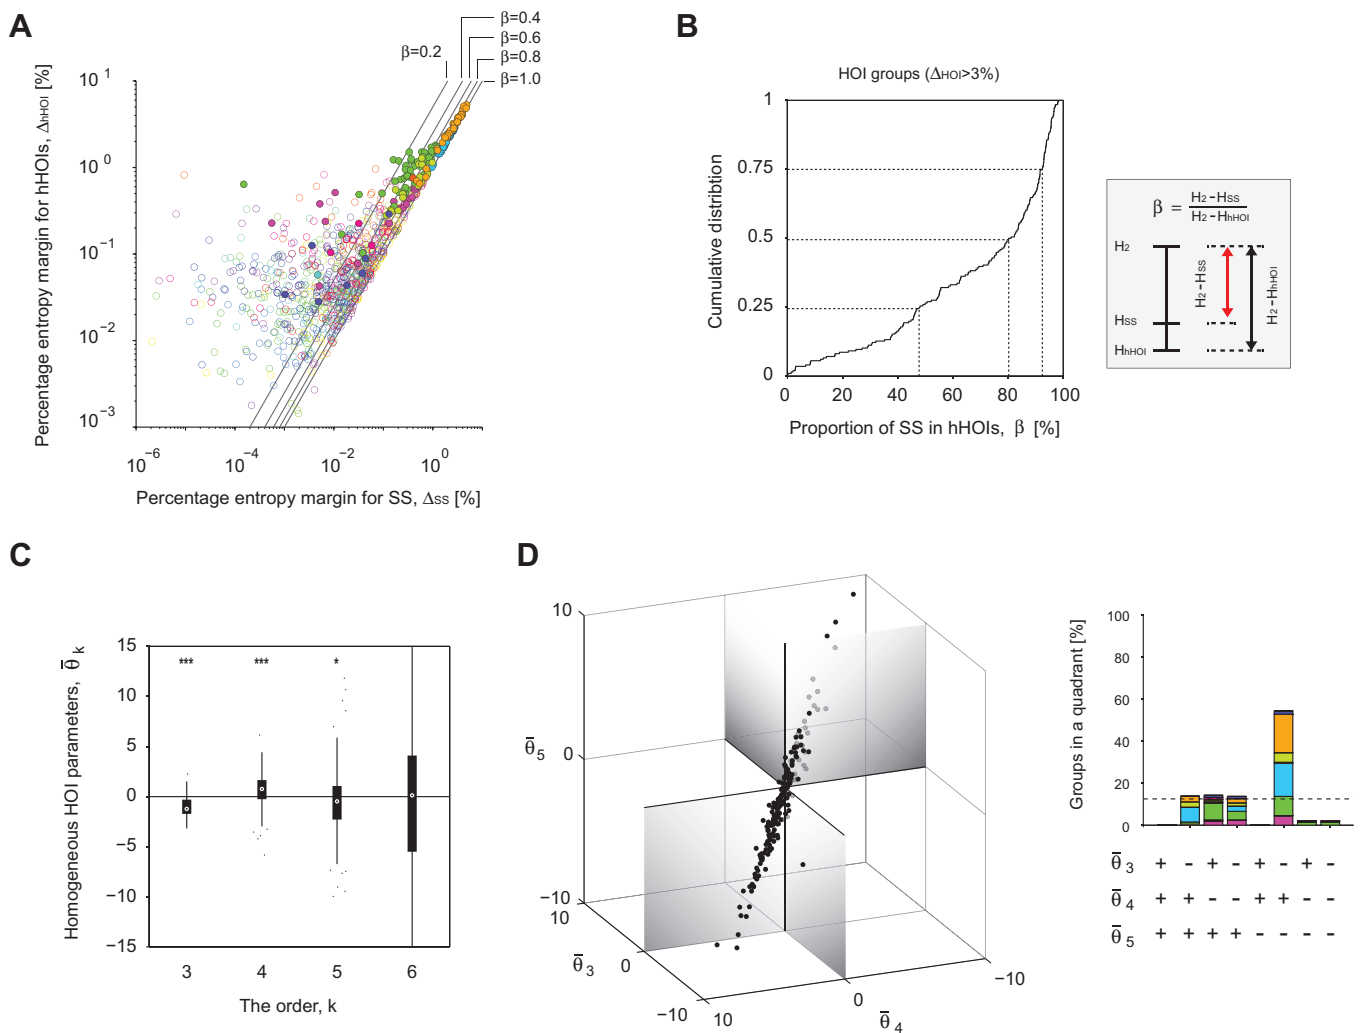 A
β=0.2
β=0.4
β=0.6
β=0.8
β=1.0
Percentage entropy margin for hHOIs, ΔhHOI [%]
10^1
10^0
10^-1
10^-2
10^-3
10^-6
10^-4
10^-2
10^0
Percentage entropy margin for SS, ΔSS [%]
B
HOI groups (ΔHOI>3%)
Cumulative distribtion
1
0.75
0.5
0.25
0
0 20 40 60 80 100
Proportion of SS in hHOIs, β [%]
β = H2-HSS / H2-HhHOI
H2
HSS
HhHOI
H2-HSS
H2-HhHOI
C
Homogeneous HOI parameters, θ̄k
15
10
5
0
−5
−10
−15
*** *** *
3 4 5 6
The order, k
D
10
θ̄5
0
−10
10
θ̄3
0
−10
10
0
θ̄4
−10
Groups in a quadrant [%]
100
80
60
40
20
0
θ̄3 + - + - + - + -
θ̄4 + + - - + + - -
θ̄5 + + + + - - - -